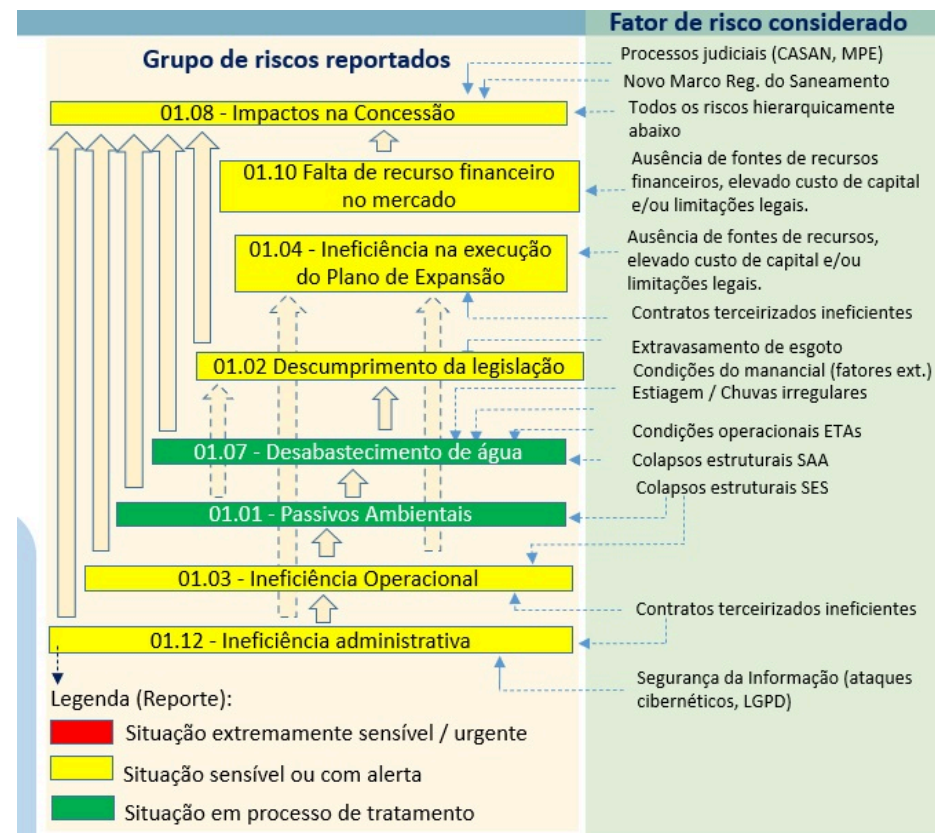 Fator de risco considerado
Grupo de riscos reportados
Processos judiciais (CASAN, MPE)
Novo Marco Reg. do Saneamento
01.08 - Impactos na Concessão
Todos os riscos hierarquicamente
abaixo
01.10 Falta de recurso financeiro
no mercado
Ausência de fontes de recursos
financeiros, elevado custo de capital
e/ou limitações legais.
01.04 - Ineficiência na execução
do Plano de Expansão
Ausência de fontes de recursos,
elevado custo de capital e/ou
limitações legais.
Contratos terceirizados ineficientes
01.02 Descumprimento da legislação
Extravasamento de esgoto
Condições do manancial (fatores ext.)
Estiagem / Chuvas irregulares
01.07 - Desabastecimento de água
Condições operacionais ETAs
Colapsos estruturais SAA
Colapsos estruturais SES
01.01 - Passivos Ambientais
01.03 - Ineficiência Operacional
Contratos terceirizados ineficientes
01.12 - Ineficiência administrativa
Segurança da Informação (ataques
cibernéticos, LGPD)
Legenda (Reporte):
Situação extremamente sensível / urgente
Situação sensível ou com alerta
Situação em processo de tratamento